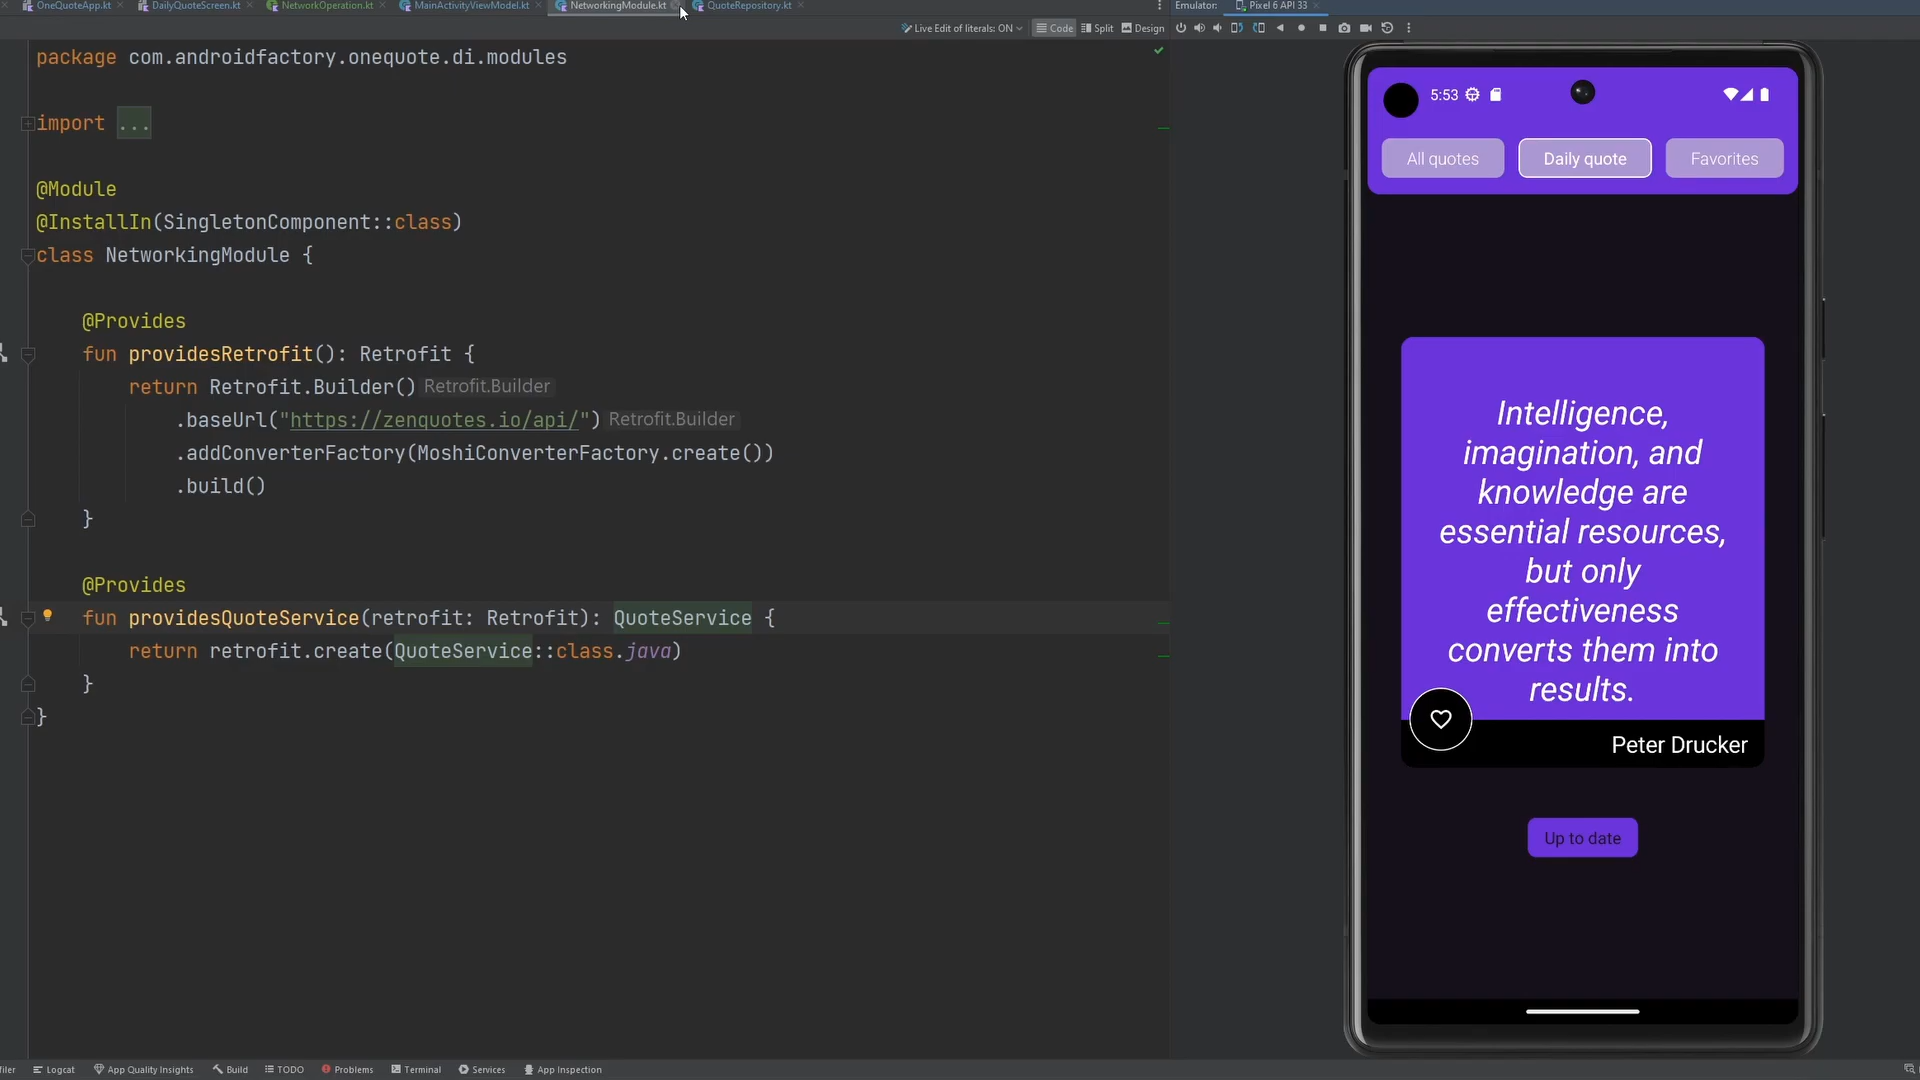 OneQuoteApp.kt DailyQuoteScreen.kt NetworkOperation.kt MainActivityViewModel.kt NetworkingModule.kt QuoteRepository.kt
Emulator: Pixel 6 API 33
Live Edit of literals: ON Code Split Design
package com.androidfactory.onequote.di.modules
import ...
@Module
@InstallIn(SingletonComponent::class)
class NetworkingModule {
@Provides
fun providesRetrofit(): Retrofit {
return Retrofit.Builder() Retrofit.Builder
.baseUrl("https://zenquotes.io/api/") Retrofit.Builder
.addConverterFactory(MoshiConverterFactory.create())
.build()
}
@Provides
fun providesQuoteService(retrofit: Retrofit): QuoteService {
return retrofit.create(QuoteService::class.java)
}
}
5:53
All quotes Daily quote Favorites
Intelligence,
imagination, and
knowledge are
essential resources,
but only
effectiveness
converts them into
results.
Peter Drucker
Up to date
filer Logcat App Quality Insights Build TODO Problems Terminal Services App Inspection